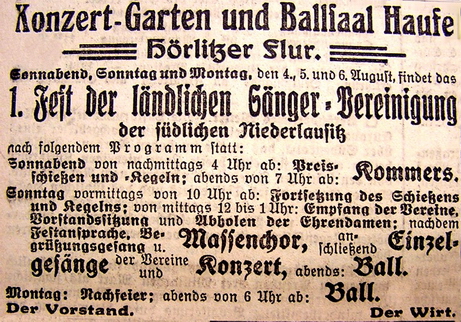 Konzert-Garten und Ballsaal Haufe
Hörlitzer Flur.
Sonnabend, Sonntag und Montag, den 4., 5. und 6. August, findet das
1. Fest der ländlichen Sänger-Vereinigung
der südlichen Niederlausitz
nach folgendem Programm statt:
Sonnabend von nachmittags 4 Uhr ab: Preis-
schießen und -Kegeln; abends von 7 Uhr ab: Kommers.
Sonntag vormittags von 10 Uhr ab: Fortsetzung des Schießens
und Kegelns; von mittags 12 bis 1 Uhr: Empfang der Vereine,
Vorstandssitzung und Abholen der Ehrendamen; nachdem
Festansprache, Be-
grüßungsgesang u. Massenchor, an-
schließend Einzel-
gesänge der Vereine
und Konzert, abends: Ball.
Montag: Nachfeier; abends von 6 Uhr ab: Ball.
Der Vorstand. Der Wirt.